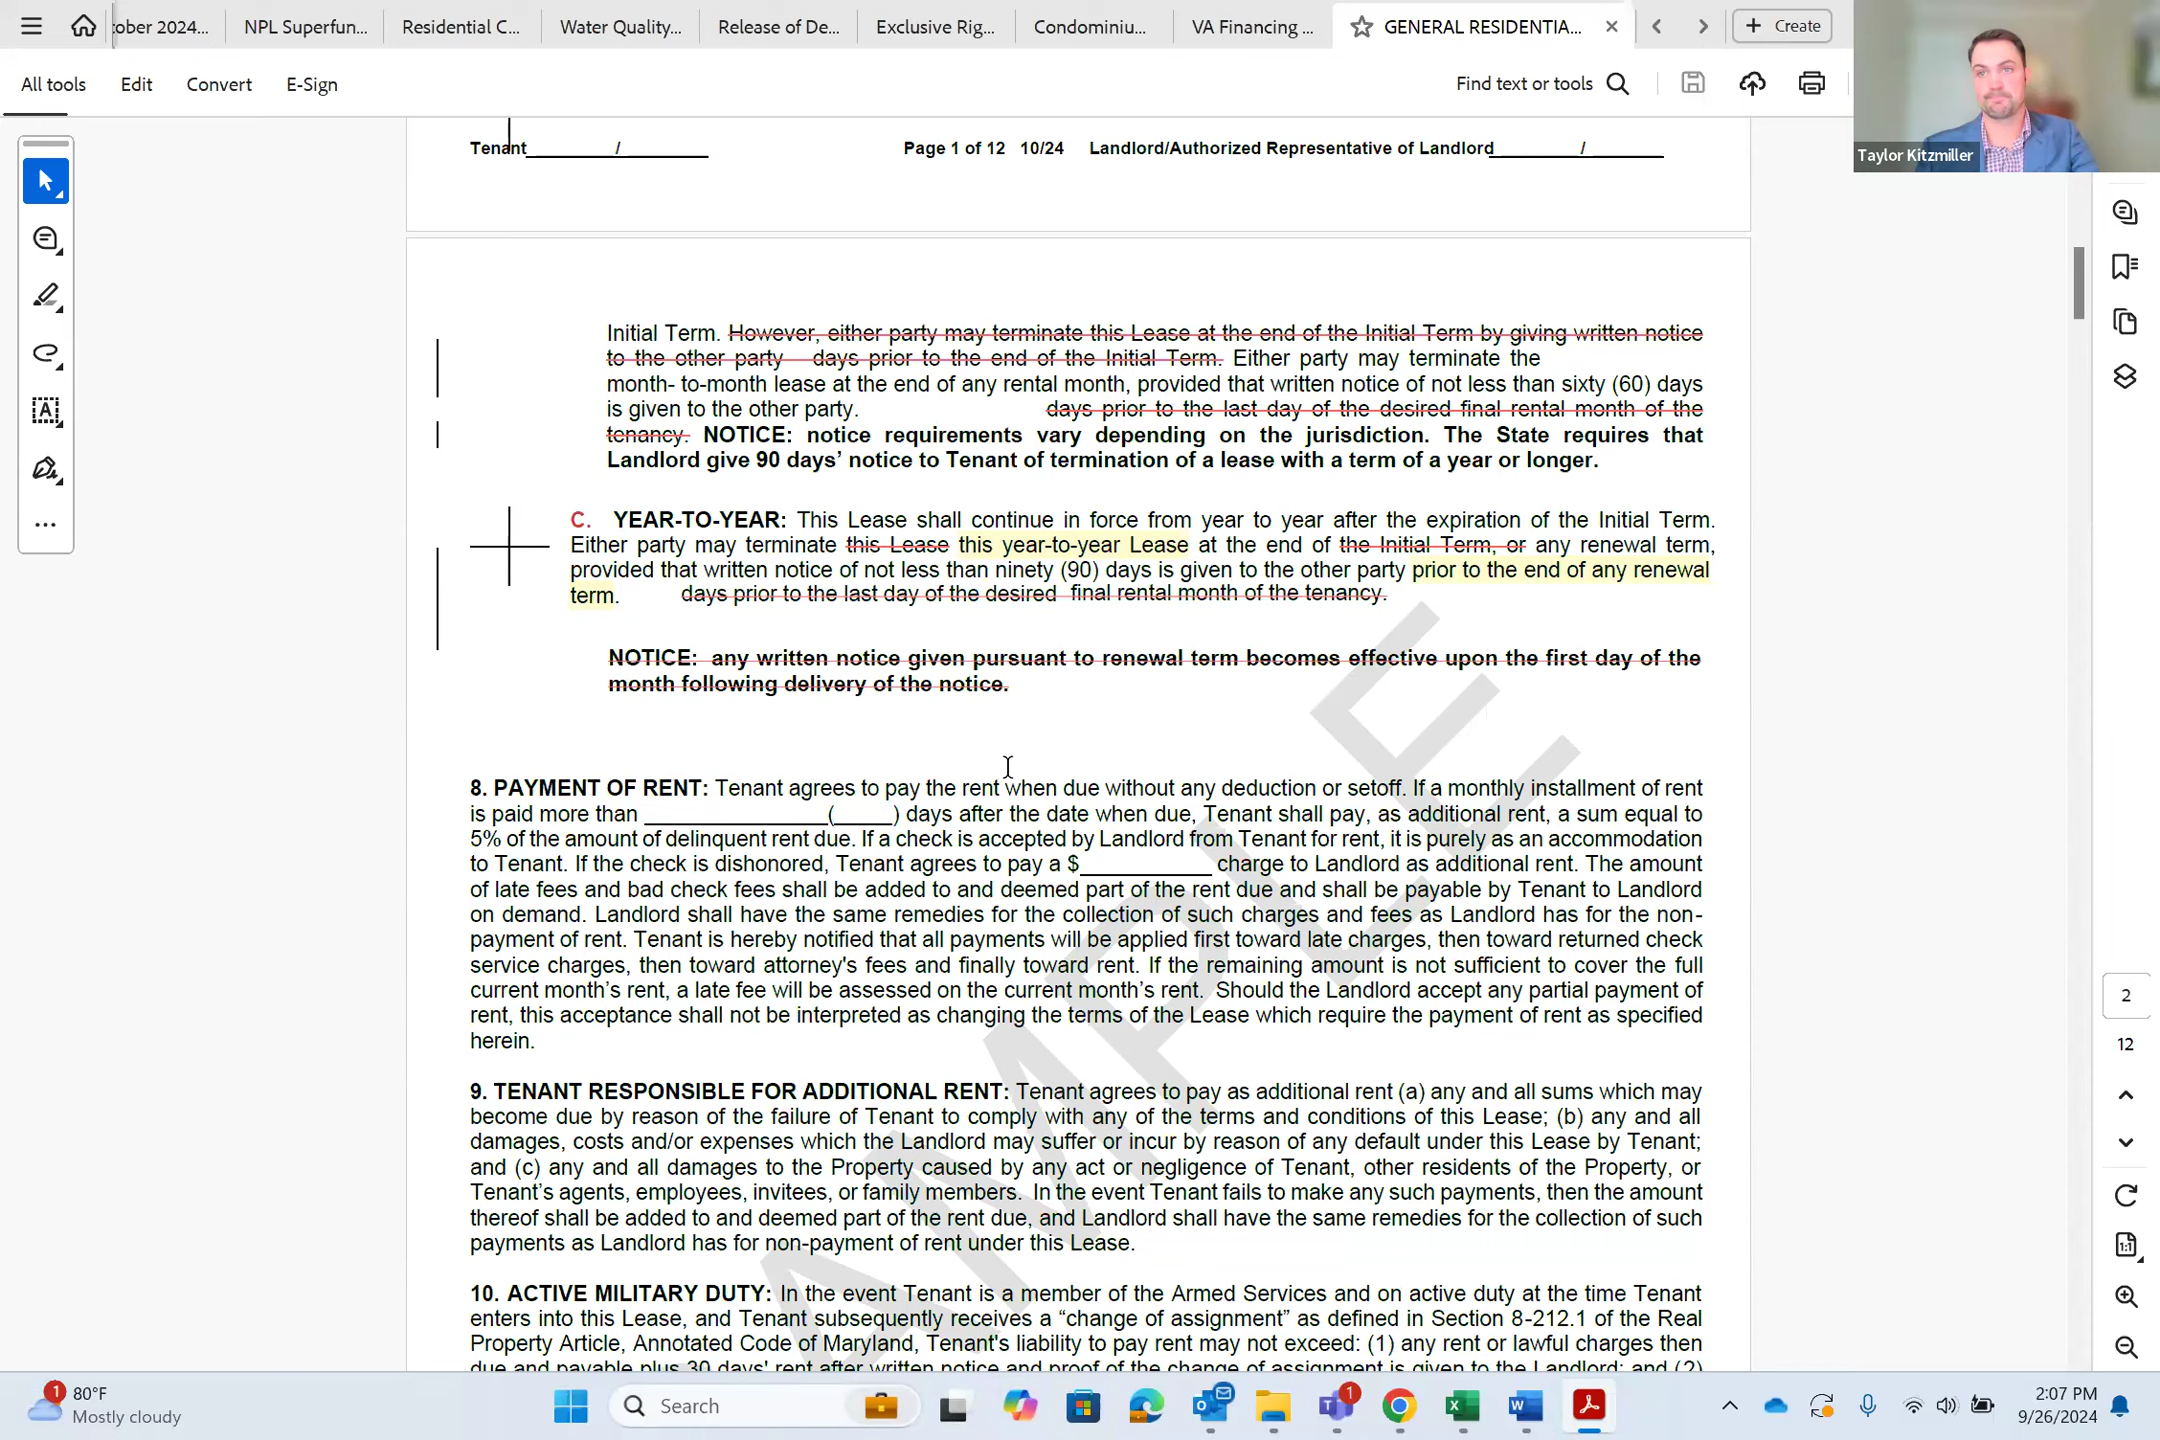 ober 2024...
NPL Superfun...
Residential C...
Water Quality...
Release of De...
Exclusive Rig...
Condominiu...
VA Financing ...
GENERAL RESIDENTIA...
+ Create
All tools
Edit
Convert
E-Sign
Find text or tools
Taylor Kitzmiller
Tenant________/ ________ Page 1 of 12 10/24 Landlord/Authorized Representative of Landlord________/ ________
Initial Term. However, either party may terminate this Lease at the end of the Initial Term by giving written notice
to the other party days prior to the end of the Initial Term. Either party may terminate the
month- to-month lease at the end of any rental month, provided that written notice of not less than sixty (60) days
is given to the other party. days prior to the last day of the desired final rental month of the
tenancy. NOTICE: notice requirements vary depending on the jurisdiction. The State requires that
Landlord give 90 days’ notice to Tenant of termination of a lease with a term of a year or longer.
C. YEAR-TO-YEAR: This Lease shall continue in force from year to year after the expiration of the Initial Term.
Either party may terminate this Lease this year-to-year Lease at the end of the Initial Term, or any renewal term,
provided that written notice of not less than ninety (90) days is given to the other party prior to the end of any renewal
term. days prior to the last day of the desired final rental month of the tenancy.
NOTICE: any written notice given pursuant to renewal term becomes effective upon the first day of the
month following delivery of the notice.
8. PAYMENT OF RENT: Tenant agrees to pay the rent when due without any deduction or setoff. If a monthly installment of rent
is paid more than ________________(_____) days after the date when due, Tenant shall pay, as additional rent, a sum equal to
5% of the amount of delinquent rent due. If a check is accepted by Landlord from Tenant for rent, it is purely as an accommodation
to Tenant. If the check is dishonored, Tenant agrees to pay a $___________ charge to Landlord as additional rent. The amount
of late fees and bad check fees shall be added to and deemed part of the rent due and shall be payable by Tenant to Landlord
on demand. Landlord shall have the same remedies for the collection of such charges and fees as Landlord has for the non-
payment of rent. Tenant is hereby notified that all payments will be applied first toward late charges, then toward returned check
service charges, then toward attorney's fees and finally toward rent. If the remaining amount is not sufficient to cover the full
current month’s rent, a late fee will be assessed on the current month’s rent. Should the Landlord accept any partial payment of
rent, this acceptance shall not be interpreted as changing the terms of the Lease which require the payment of rent as specified
herein.
9. TENANT RESPONSIBLE FOR ADDITIONAL RENT: Tenant agrees to pay as additional rent (a) any and all sums which may
become due by reason of the failure of Tenant to comply with any of the terms and conditions of this Lease; (b) any and all
damages, costs and/or expenses which the Landlord may suffer or incur by reason of any default under this Lease by Tenant;
and (c) any and all damages to the Property caused by any act or negligence of Tenant, other residents of the Property, or
Tenant’s agents, employees, invitees, or family members. In the event Tenant fails to make any such payments, then the amount
thereof shall be added to and deemed part of the rent due, and Landlord shall have the same remedies for the collection of such
payments as Landlord has for non-payment of rent under this Lease.
10. ACTIVE MILITARY DUTY: In the event Tenant is a member of the Armed Services and on active duty at the time Tenant
enters into this Lease, and Tenant subsequently receives a “change of assignment” as defined in Section 8-212.1 of the Real
Property Article, Annotated Code of Maryland, Tenant's liability to pay rent may not exceed: (1) any rent or lawful charges then
due and payable plus 30 days' rent after written notice and proof of the change of assignment is given to the Landlord; and (2)
AMPLE
2
12
1
80°F
Mostly cloudy
Search
1
2:07 PM
9/26/2024